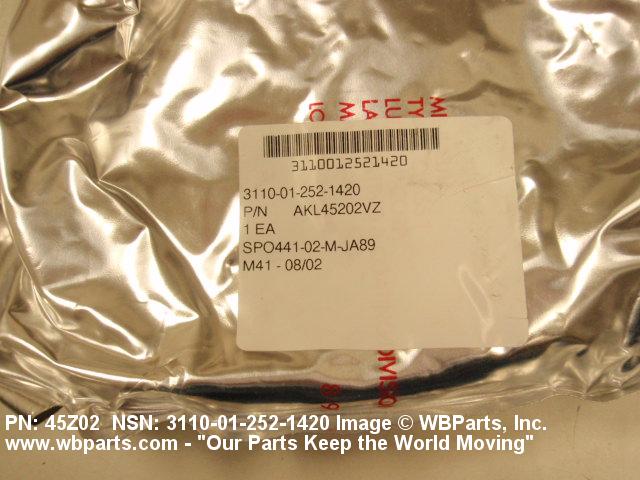 3110012521420
3110-01-252-1420
P/N AKL45202VZ
1 EA
SPO441-02-M-JA89
M41 - 08/02
PN: 45Z02 NSN: 3110-01-252-1420 Image © WBParts, Inc.
www.wbparts.com - "Our Parts Keep the World Moving"